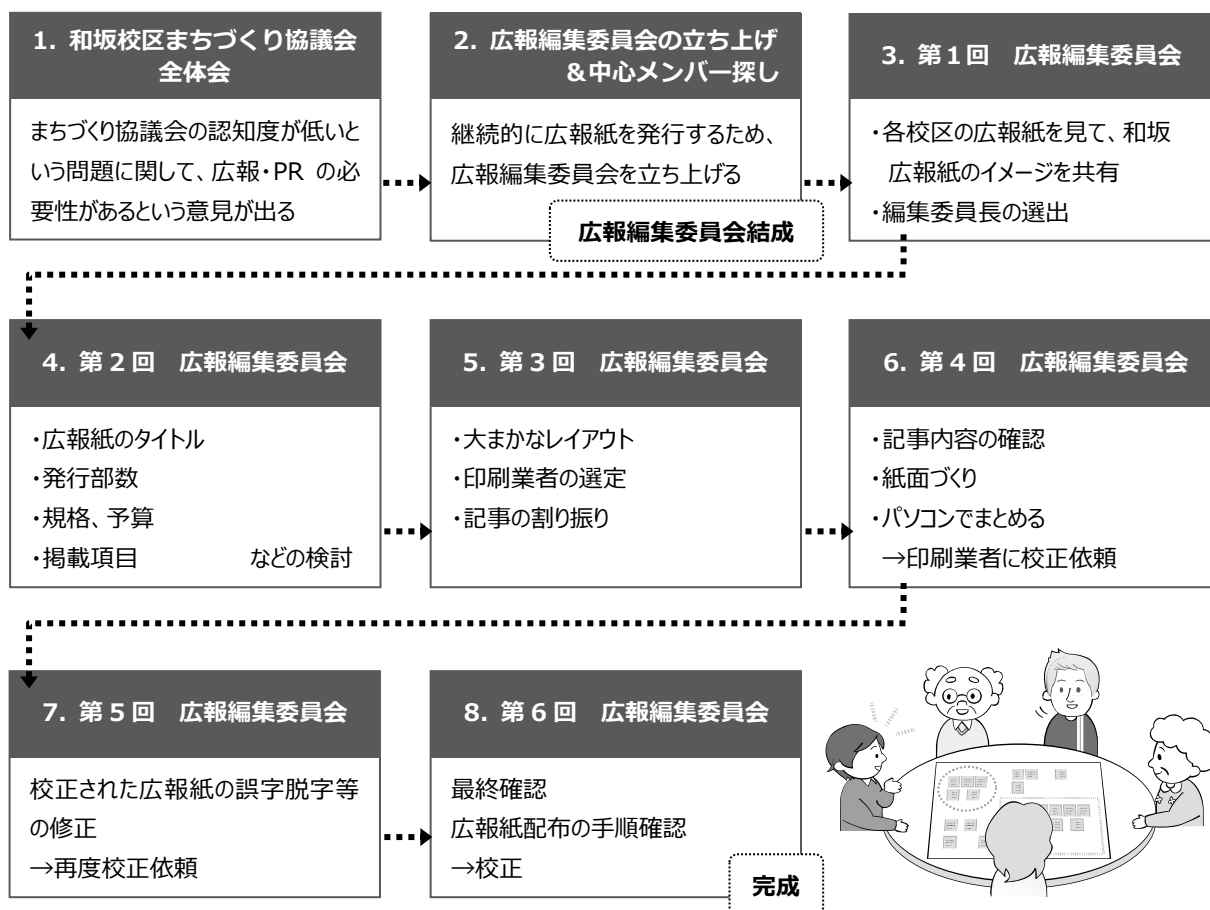 1. 和坂校区まちづくり協議会
全体会
まちづくり協議会の認知度が低いと
いう問題に関して、広報・PR の必
要性があるという意見が出る
2. 広報編集委員会の立ち上げ
＆中心メンバー探し
継続的に広報紙を発行するため、
広報編集委員会を立ち上げる
広報編集委員会結成
3. 第１回　広報編集委員会
・各校区の広報紙を見て、和坂
広報紙のイメージを共有
・編集委員長の選出
4. 第２回　広報編集委員会
・広報紙のタイトル
・発行部数
・規格、予算
・掲載項目　　　　などの検討
5. 第３回　広報編集委員会
・大まかなレイアウト
・印刷業者の選定
・記事の割り振り
6. 第４回　広報編集委員会
・記事内容の確認
・紙面づくり
・パソコンでまとめる
→印刷業者に校正依頼
7. 第５回　広報編集委員会
校正された広報紙の誤字脱字等
の修正
→再度校正依頼
8. 第６回　広報編集委員会
最終確認
広報紙配布の手順確認
→校正
完成